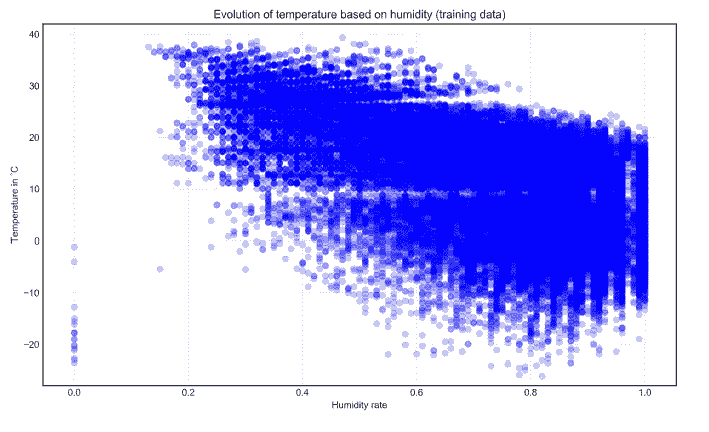 Evolution of temperature based on humidity (training data)
40
30
20
10
0
−10
−20
Temperature in ˚C
0.0 0.2 0.4 0.6 0.8 1.0
Humidity rate